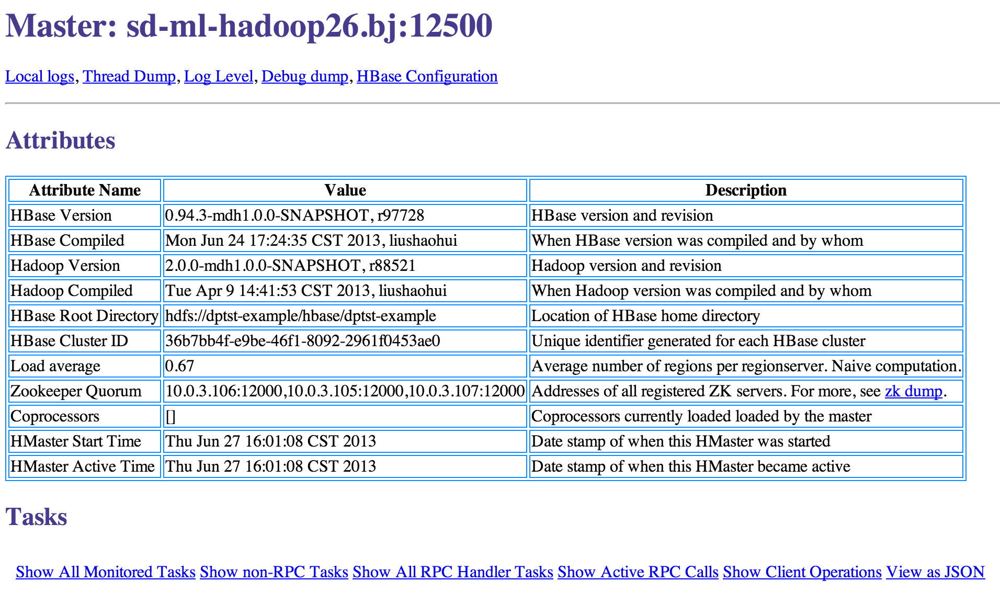 Master: sd-ml-hadoop26.bj:12500
Local logs, Thread Dump, Log Level, Debug dump, HBase Configuration
Attributes
Attribute Name Value Description
HBase Version 0.94.3-mdh1.0.0-SNAPSHOT, r97728 HBase version and revision
HBase Compiled Mon Jun 24 17:24:35 CST 2013, liushaohui When HBase version was compiled and by whom
Hadoop Version 2.0.0-mdh1.0.0-SNAPSHOT, r88521 Hadoop version and revision
Hadoop Compiled Tue Apr 9 14:41:53 CST 2013, liushaohui When Hadoop version was compiled and by whom
HBase Root Directory hdfs://dptst-example/hbase/dptst-example Location of HBase home directory
HBase Cluster ID 36b7bb4f-e9be-46f1-8092-2961f0453ae0 Unique identifier generated for each HBase cluster
Load average 0.67 Average number of regions per regionserver. Naive computation.
Zookeeper Quorum 10.0.3.106:12000,10.0.3.105:12000,10.0.3.107:12000 Addresses of all registered ZK servers. For more, see zk dump.
Coprocessors [] Coprocessors currently loaded loaded by the master
HMaster Start Time Thu Jun 27 16:01:08 CST 2013 Date stamp of when this HMaster was started
HMaster Active Time Thu Jun 27 16:01:08 CST 2013 Date stamp of when this HMaster became active
Tasks
Show All Monitored Tasks Show non-RPC Tasks Show All RPC Handler Tasks Show Active RPC Calls Show Client Operations View as JSON